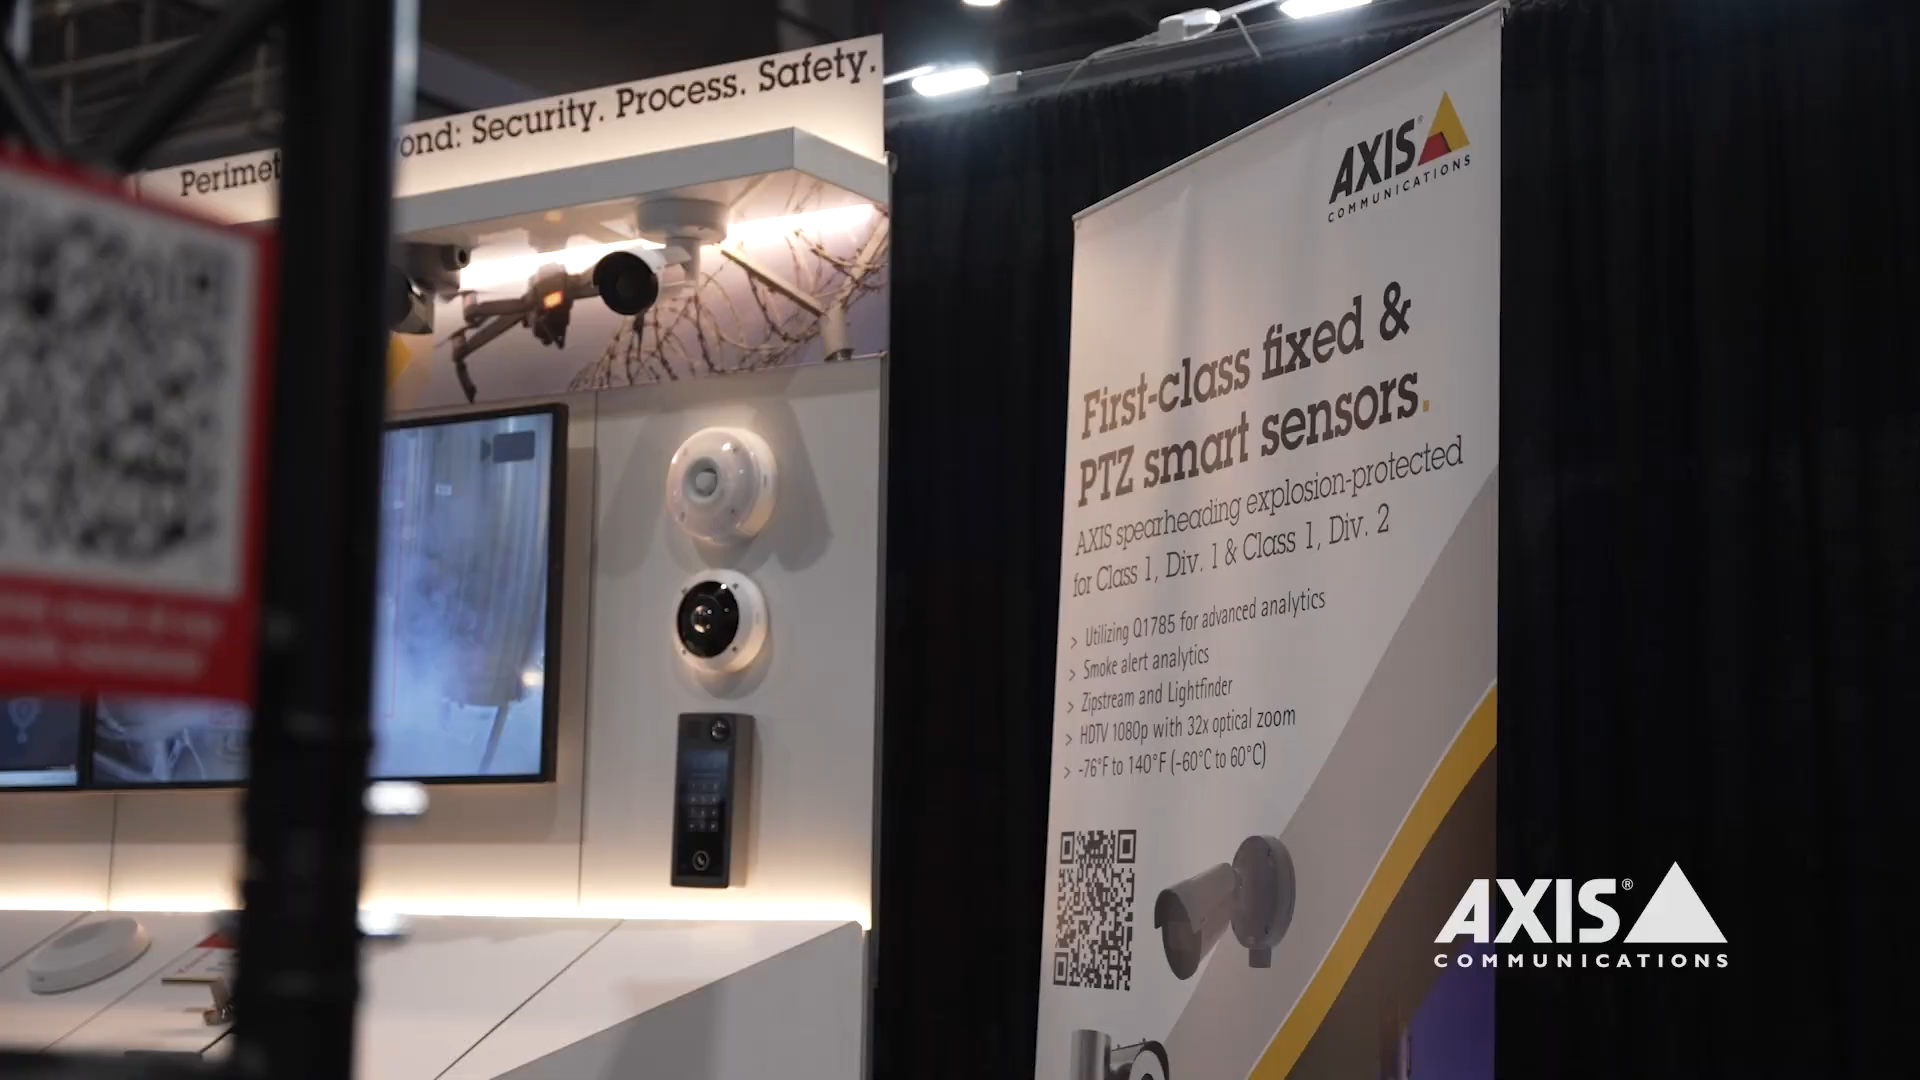 Perimet
ond: Security. Process. Safety.
AXIS
COMMUNICATIONS
First-class fixed &
PTZ smart sensors.
AXIS spearheading explosion-protected
for Class 1, Div. 1 & Class 1, Div. 2
> Utilizing Q1785 for advanced analytics
> Smoke alert analytics
> Zipstream and Lightfinder
> HDTV 1080p with 32x optical zoom
> -76°F to 140°F (-60°C to 60°C)
AXIS®
COMMUNICATIONS